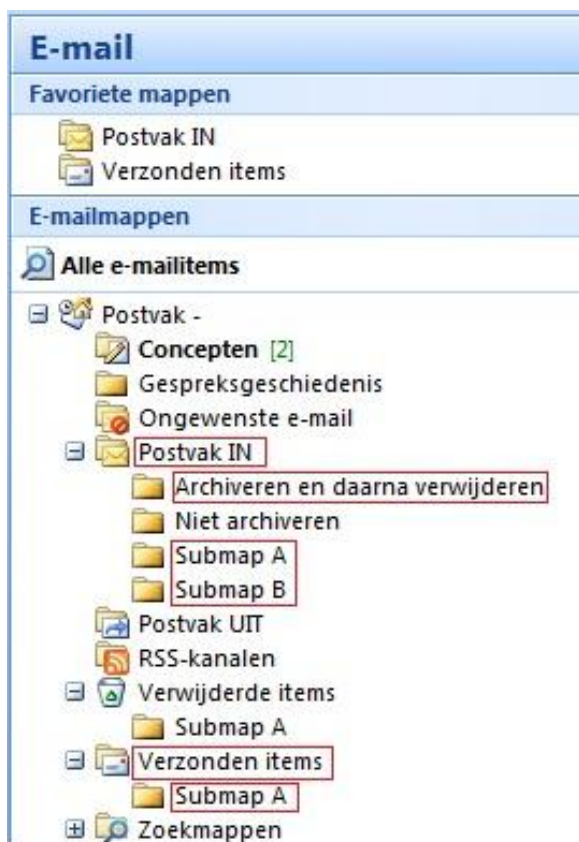 E-mail
Favoriete mappen
Postvak IN
Verzonden items
E-mailmappen
Alle e-mailitems
Postvak -
Concepten [2]
Gespreksgeschiedenis
Ongewenste e-mail
Postvak IN
Archiveren en daarna verwijderen
Niet archiveren
Submap A
Submap B
Postvak UIT
RSS-kanalen
Verwijderde items
Submap A
Verzonden items
Submap A
Zoekmappen